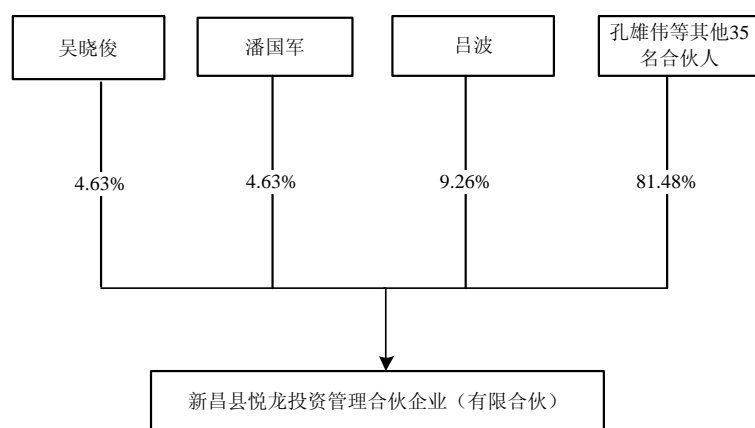 吴晓俊
潘国军
吕波
孔雄伟等其他35
名合伙人
4.63%
4.63%
9.26%
81.48%
新昌县悦龙投资管理合伙企业（有限合伙）